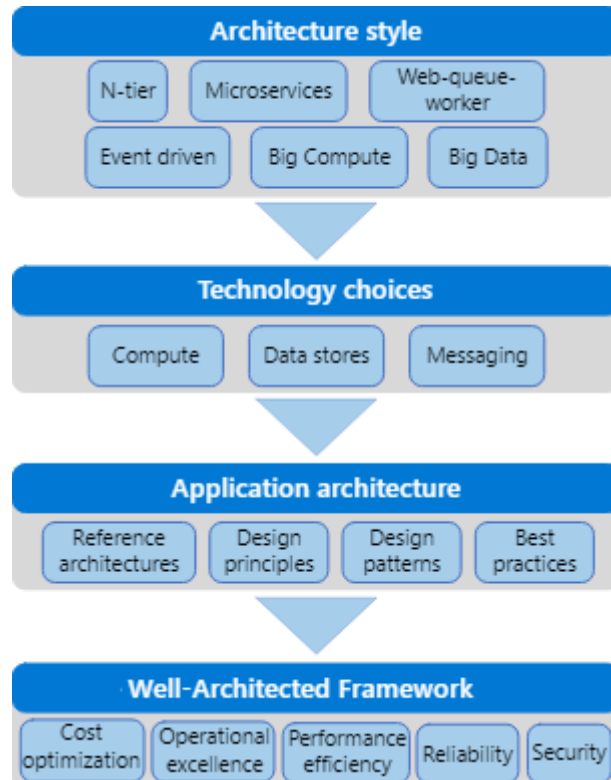 Architecture style
N-tier
Microservices
Web-queue-
worker
Event driven
Big Compute
Big Data
Technology choices
Compute
Data stores
Messaging
Application architecture
Reference
architectures
Design
principles
Design
patterns
Best
practices
Well-Architected Framework
Cost
optimization
Operational
excellence
Performance
efficiency
Reliability
Security